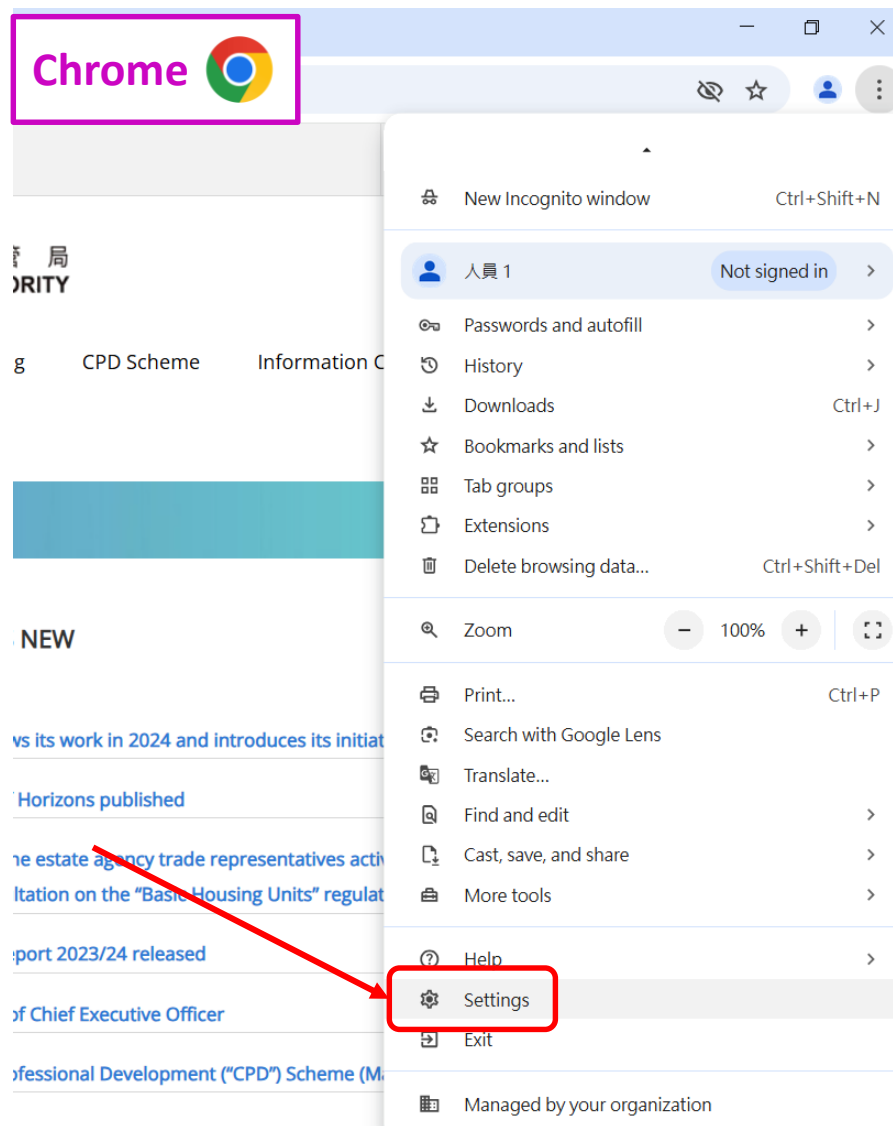 Chrome
New Incognito window Ctrl+Shift+N
局
ORITY
人員 1 Not signed in
g CPD Scheme Information C
Passwords and autofill
History
Downloads Ctrl+J
Bookmarks and lists
Tab groups
Extensions
Delete browsing data... Ctrl+Shift+Del
NEW
Zoom 100%
Print... Ctrl+P
ws its work in 2024 and introduces its initiat
Search with Google Lens
Translate...
Horizons published
Find and edit
he estate agency trade representatives activ
Cast, save, and share
ltation on the “Basic Housing Units” regulat
More tools
eport 2023/24 released
Help
Settings
of Chief Executive Officer
Exit
ofessional Development (“CPD”) Scheme (Ma
Managed by your organization